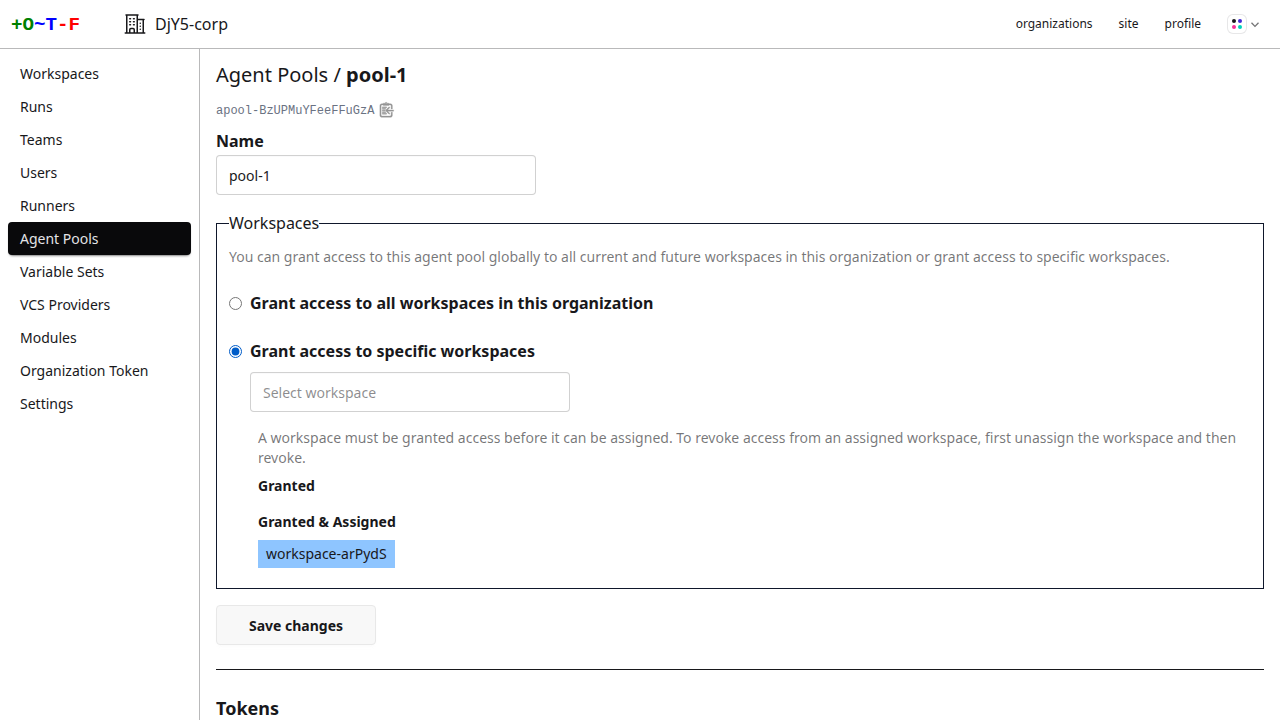 +O~T-F
DjY5-corp
organizations
site
profile
Workspaces
Runs
Teams
Users
Runners
Agent Pools
Variable Sets
VCS Providers
Modules
Organization Token
Settings
Agent Pools / pool-1
apool-BzUPMuYFeeFFuGzA
Name
pool-1
Workspaces
You can grant access to this agent pool globally to all current and future workspaces in this organization or grant access to specific workspaces.
Grant access to all workspaces in this organization
Grant access to specific workspaces
Select workspace
A workspace must be granted access before it can be assigned. To revoke access from an assigned workspace, first unassign the workspace and then
revoke.
Granted
Granted & Assigned
workspace-arPydS
Save changes
Tokens